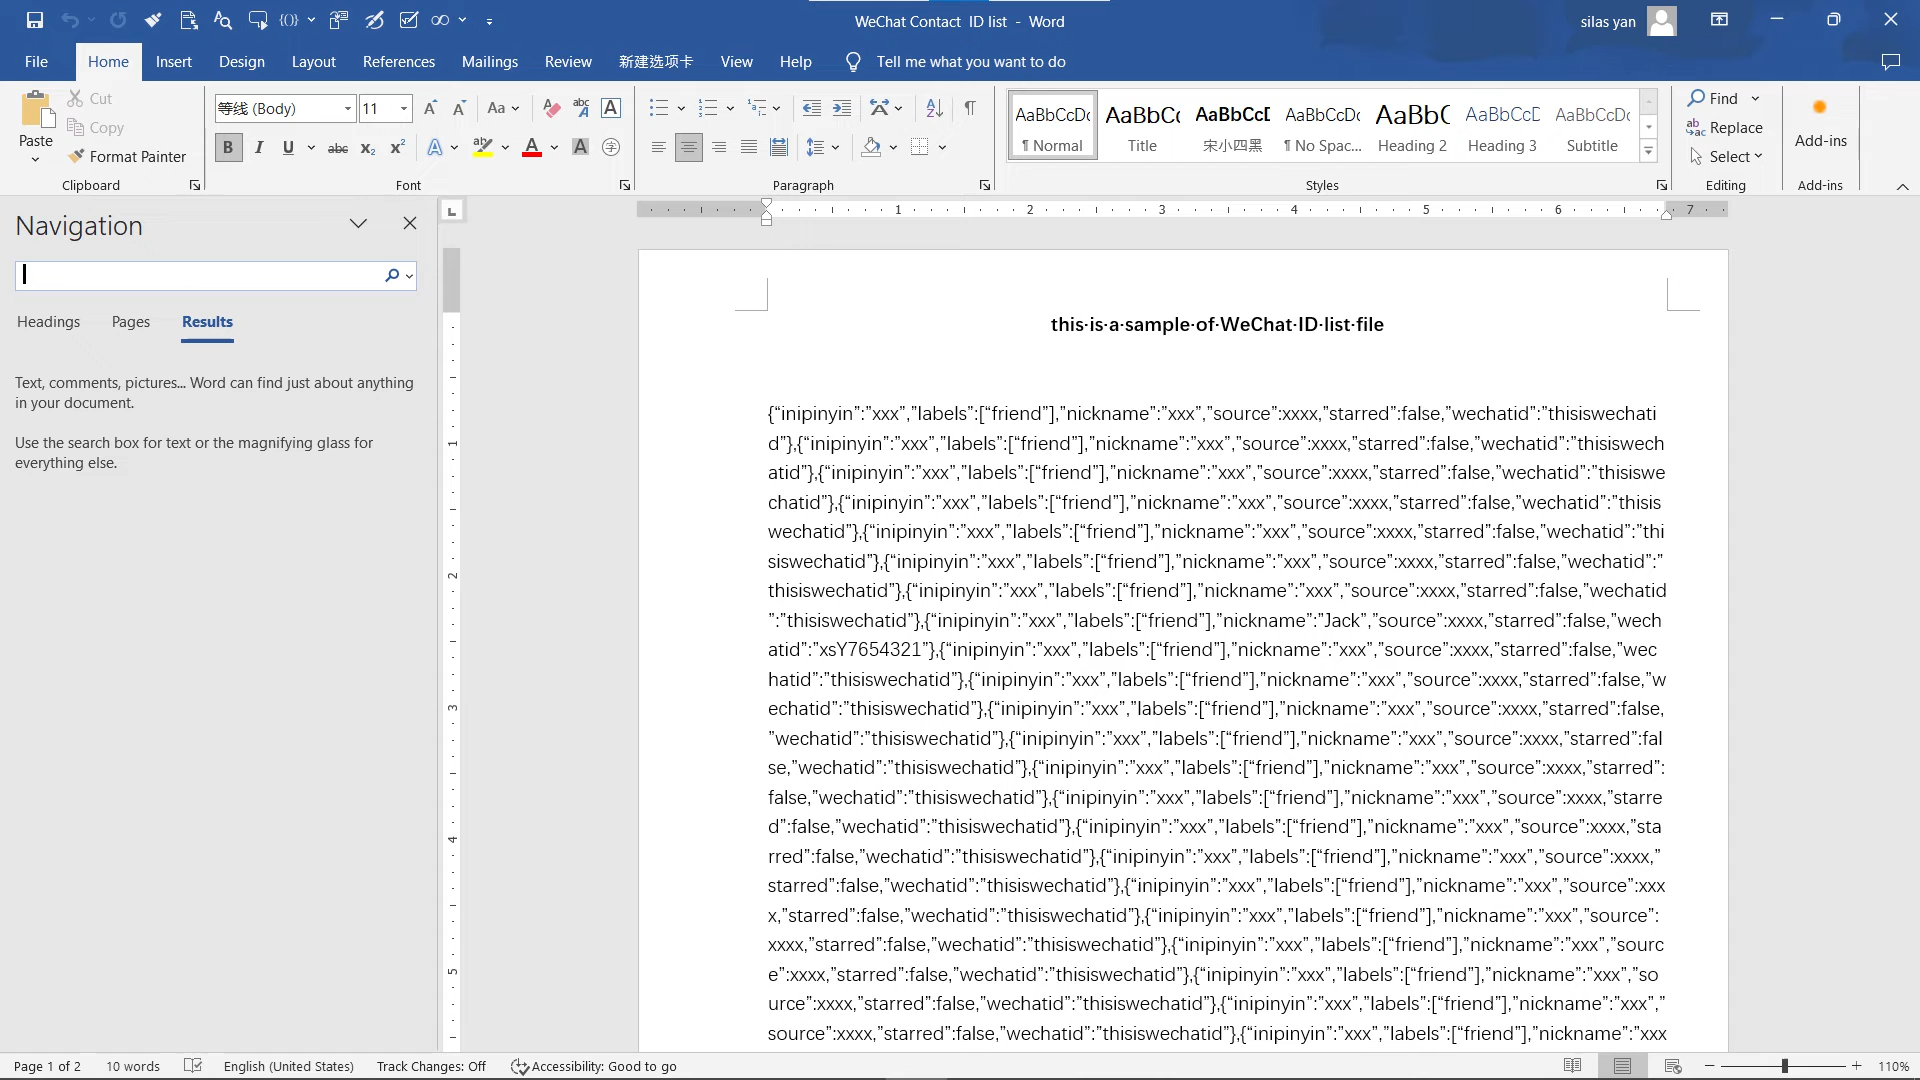 WeChat Contact  ID list  -  Word
silas yan
File
Home
Insert
Design
Layout
References
Mailings
Review
新建选项卡
View
Help
Tell me what you want to do
Paste
Cut
Copy
Format Painter
Clipboard
等线 (Body)
11
Aa
abc
A
B
I
U
abc
x₂
x²
A
A
A
字
Font
Paragraph
AaBbCcDc
¶ Normal
AaBbCc
Title
AaBbCcD
宋小四黑
AaBbCcDc
¶ No Spac...
AaBbC
Heading 2
AaBbCcD
Heading 3
AaBbCcDc
Subtitle
Styles
Find
Replace
Select
Editing
Add-ins
Add-ins
Navigation
Headings
Pages
Results
Text, comments, pictures... Word can find just about anything
in your document.
Use the search box for text or the magnifying glass for
everything else.
1 2 3 4 5 6 7
1
2
3
4
5
this·is·a·sample·of·WeChat·ID·list·file
{“inipinyin”:”xxx”,”labels”:[“friend”],”nickname”:”xxx”,”source”:xxxx,”starred”:false,”wechatid”:”thisiswechati
d”},{“inipinyin”:”xxx”,”labels”:[“friend”],”nickname”:”xxx”,”source”:xxxx,”starred”:false,”wechatid”:”thisiswech
atid”},{“inipinyin”:”xxx”,”labels”:[“friend”],”nickname”:”xxx”,”source”:xxxx,”starred”:false,”wechatid”:”thisiswe
chatid”},{“inipinyin”:”xxx”,”labels”:[“friend”],”nickname”:”xxx”,”source”:xxxx,”starred”:false,”wechatid”:”thisis
wechatid”},{“inipinyin”:”xxx”,”labels”:[“friend”],”nickname”:”xxx”,”source”:xxxx,”starred”:false,”wechatid”:”thi
siswechatid”},{“inipinyin”:”xxx”,”labels”:[“friend”],”nickname”:”xxx”,”source”:xxxx,”starred”:false,”wechatid”:”
thisiswechatid”},{“inipinyin”:”xxx”,”labels”:[“friend”],”nickname”:”xxx”,”source”:xxxx,”starred”:false,”wechatid
”:”thisiswechatid”},{“inipinyin”:”xxx”,”labels”:[“friend”],”nickname”:”Jack”,”source”:xxxx,”starred”:false,”wech
atid”:”xsY7654321”},{“inipinyin”:”xxx”,”labels”:[“friend”],”nickname”:”xxx”,”source”:xxxx,”starred”:false,”wec
hatid”:”thisiswechatid”},{“inipinyin”:”xxx”,”labels”:[“friend”],”nickname”:”xxx”,”source”:xxxx,”starred”:false,”w
echatid”:”thisiswechatid”},{“inipinyin”:”xxx”,”labels”:[“friend”],”nickname”:”xxx”,”source”:xxxx,”starred”:false,
”wechatid”:”thisiswechatid”},{“inipinyin”:”xxx”,”labels”:[“friend”],”nickname”:”xxx”,”source”:xxxx,”starred”:fal
se,”wechatid”:”thisiswechatid”},{“inipinyin”:”xxx”,”labels”:[“friend”],”nickname”:”xxx”,”source”:xxxx,”starred”:
false,”wechatid”:”thisiswechatid”},{“inipinyin”:”xxx”,”labels”:[“friend”],”nickname”:”xxx”,”source”:xxxx,”starre
d”:false,”wechatid”:”thisiswechatid”},{“inipinyin”:”xxx”,”labels”:[“friend”],”nickname”:”xxx”,”source”:xxxx,”sta
rred”:false,”wechatid”:”thisiswechatid”},{“inipinyin”:”xxx”,”labels”:[“friend”],”nickname”:”xxx”,”source”:xxxx,”
starred”:false,”wechatid”:”thisiswechatid”},{“inipinyin”:”xxx”,”labels”:[“friend”],”nickname”:”xxx”,”source”:xxx
x,”starred”:false,”wechatid”:”thisiswechatid”},{“inipinyin”:”xxx”,”labels”:[“friend”],”nickname”:”xxx”,”source”:
xxxx,”starred”:false,”wechatid”:”thisiswechatid”},{“inipinyin”:”xxx”,”labels”:[“friend”],”nickname”:”xxx”,”sourc
e”:xxxx,”starred”:false,”wechatid”:”thisiswechatid”},{“inipinyin”:”xxx”,”labels”:[“friend”],”nickname”:”xxx”,”so
urce”:xxxx,”starred”:false,”wechatid”:”thisiswechatid”},{“inipinyin”:”xxx”,”labels”:[“friend”],”nickname”:”xxx”,”
source”:xxxx,”starred”:false,”wechatid”:”thisiswechatid”},{“inipinyin”:”xxx”,”labels”:[“friend”],”nickname”:”xxx
Page 1 of 2
10 words
English (United States)
Track Changes: Off
Accessibility: Good to go
110%